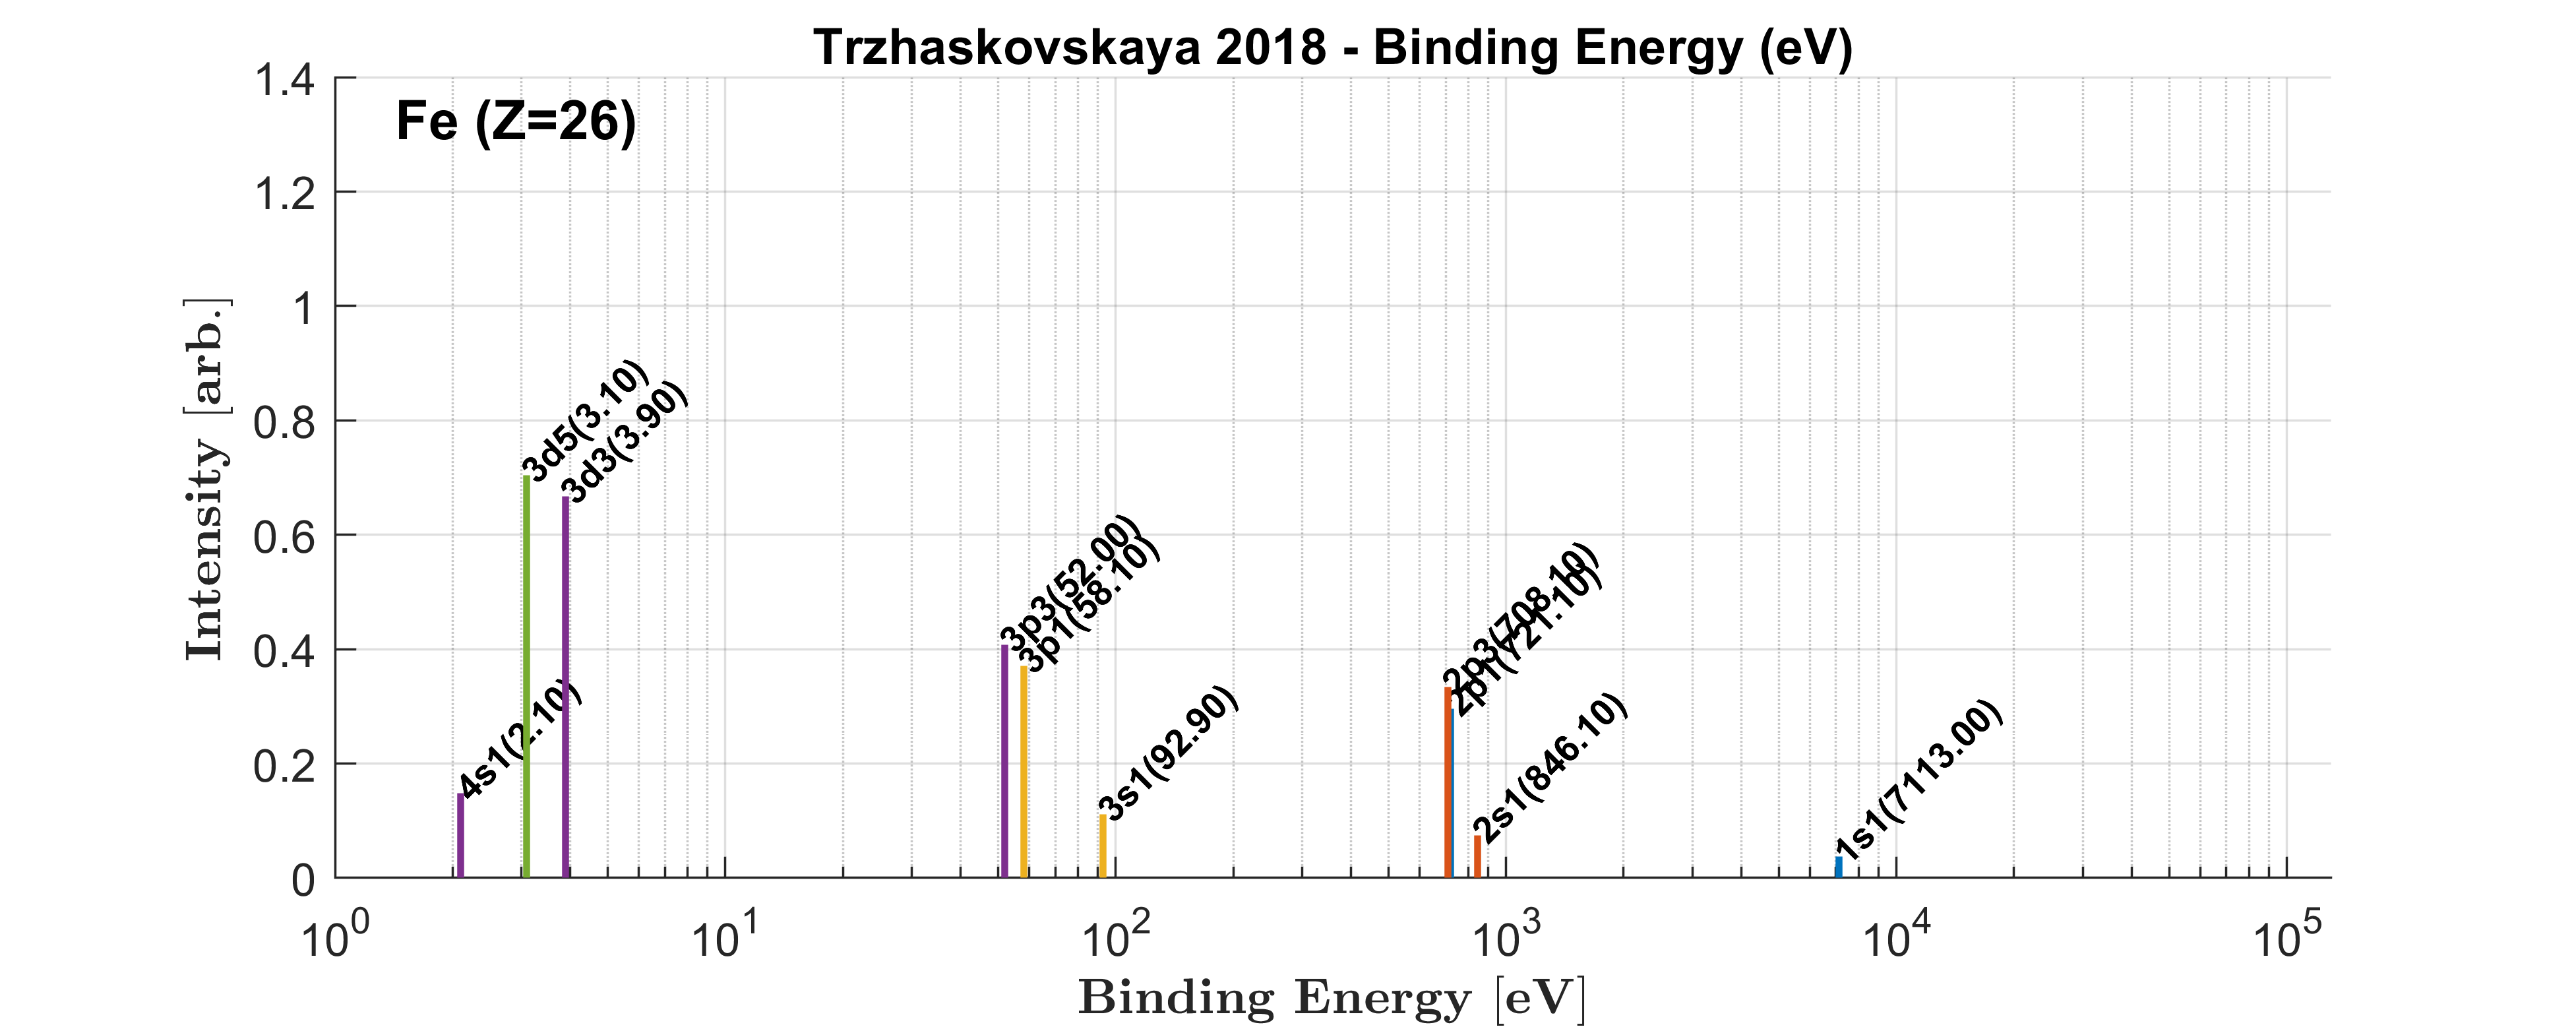 Trzhaskovskaya 2018 - Binding Energy (eV)
Fe (Z=26)
1.4
1.2
1
0.8
0.6
0.4
0.2
0
Intensity [arb.]
4s1(2.10)
3d5(3.10)
3d3(3.90)
3p3(52.00)
3p1(58.10)
3s1(92.90)
2p3(708.10)
2p1(721.10)
2s1(846.10)
1s1(7113.00)
10^0 10^1 10^2 10^3 10^4 10^5
Binding Energy [eV]